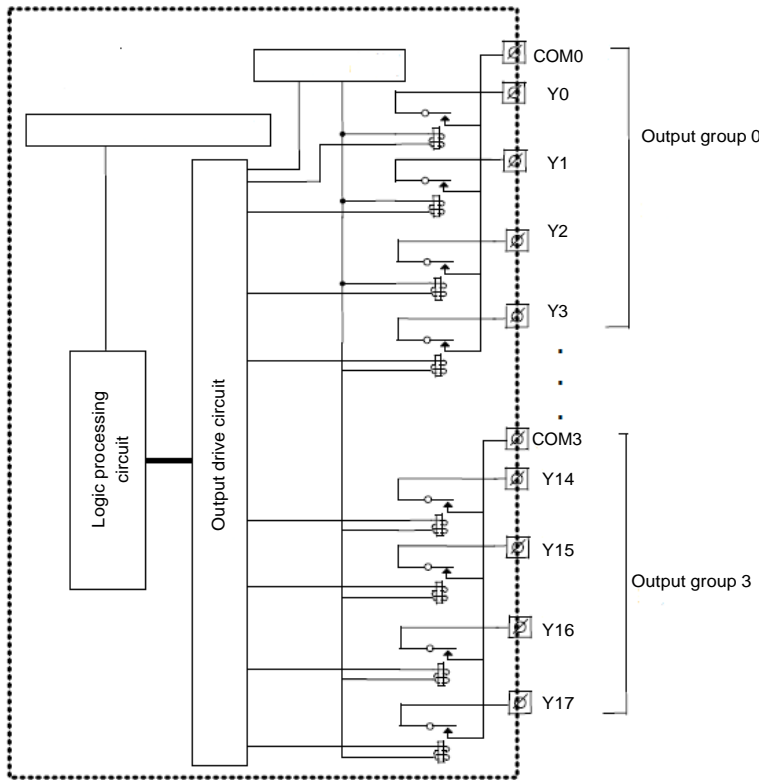 COM0
Y0
Output group 0
Y1
Y2
Y3
COM3
Y14
Y15
Output group 3
Y16
Y17
Logic processing
circuit
Output drive circuit